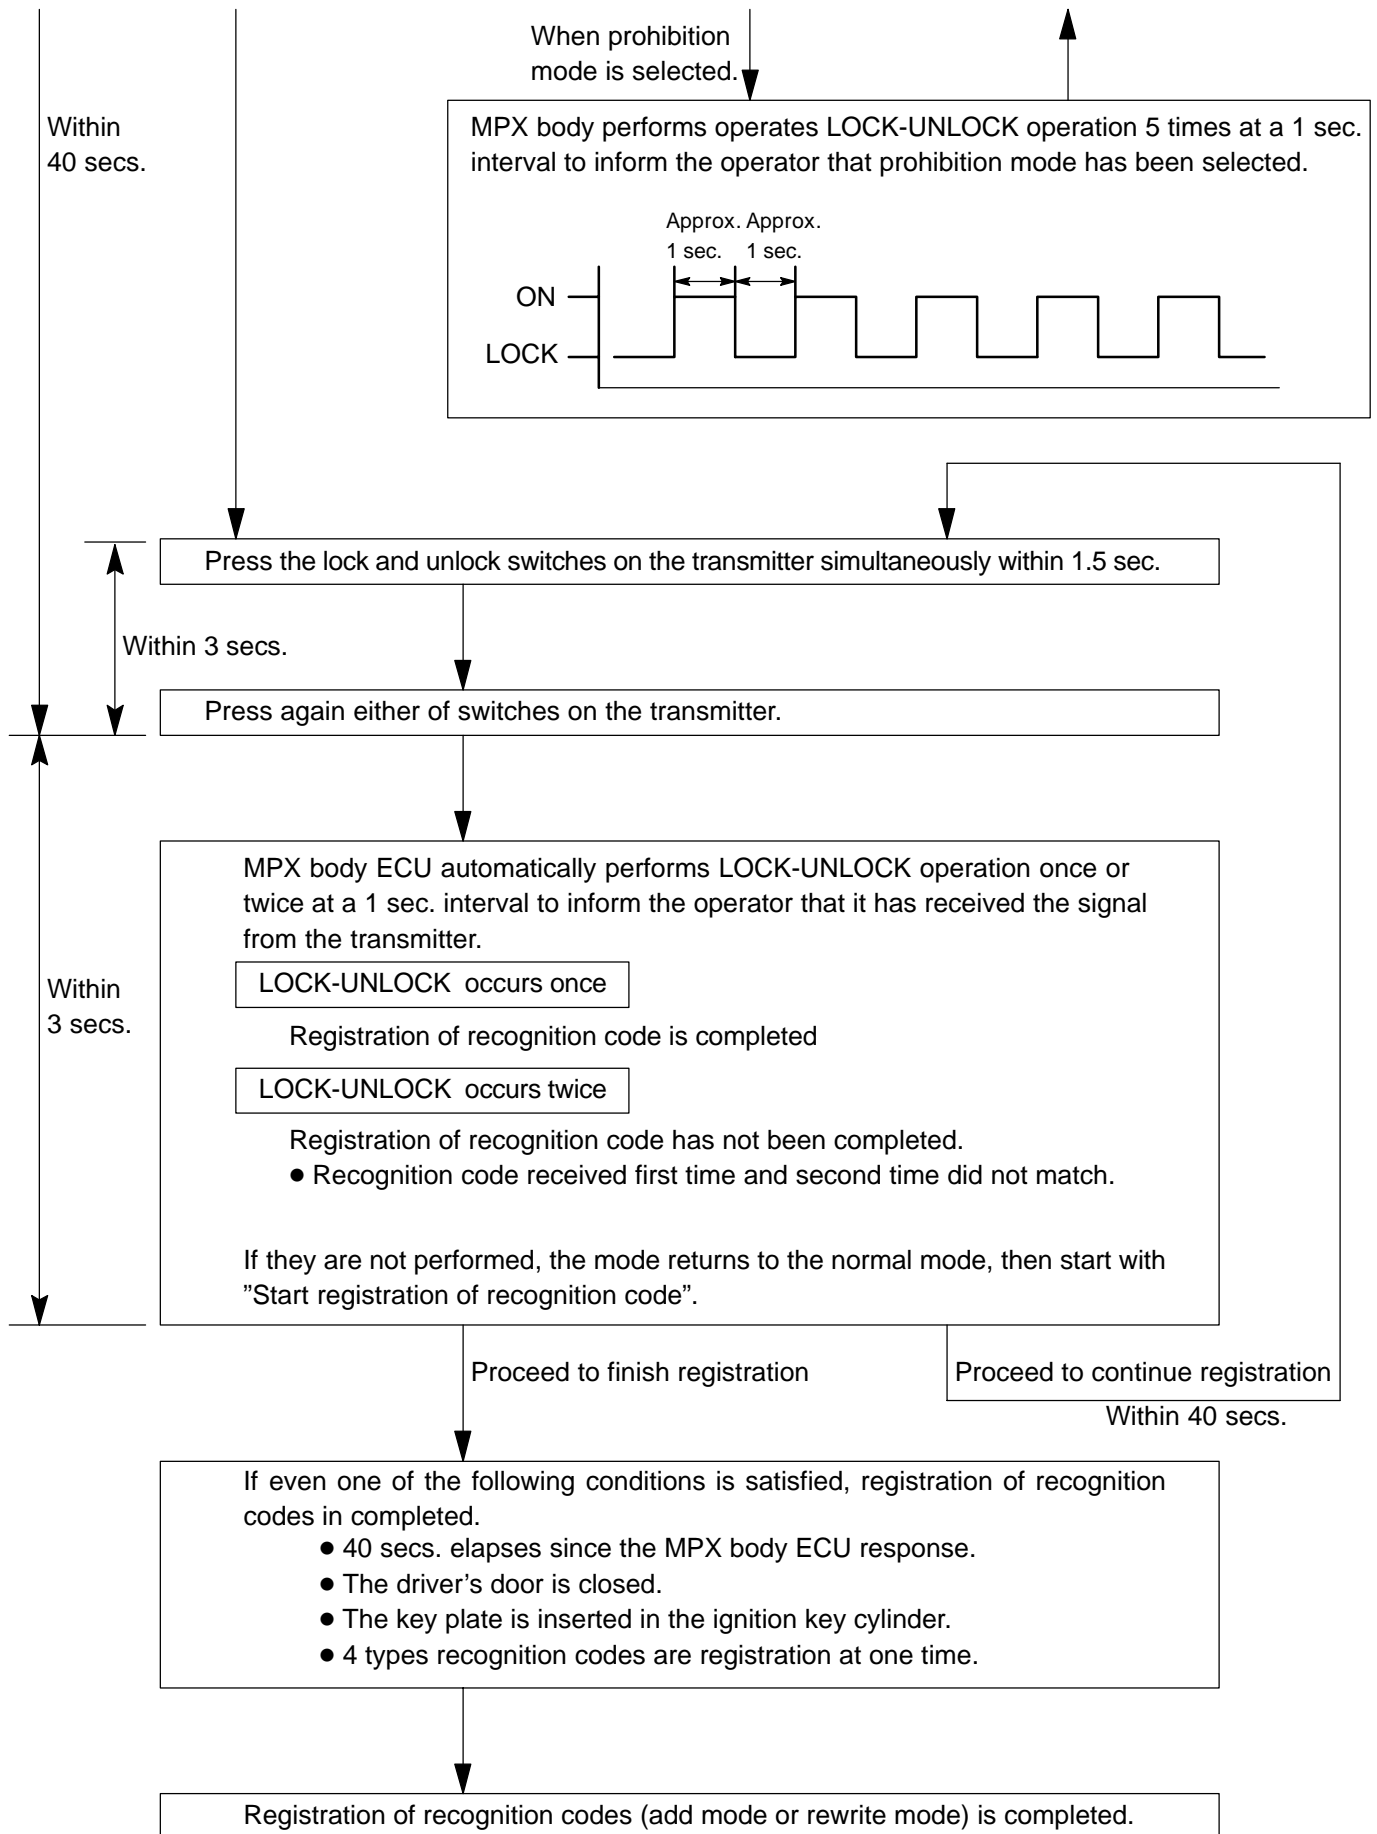 When prohibition
mode is selected.
Within
40 secs.
MPX body performs operates LOCK-UNLOCK operation 5 times at a 1 sec.
interval to inform the operator that prohibition mode has been selected.
Approx. Approx.
1 sec. 1 sec.
ON
LOCK
Press the lock and unlock switches on the transmitter simultaneously within 1.5 sec.
Within 3 secs.
Press again either of switches on the transmitter.
MPX body ECU automatically performs LOCK-UNLOCK operation once or
twice at a 1 sec. interval to inform the operator that it has received the signal
from the transmitter.
LOCK-UNLOCK occurs once
Within
3 secs.
Registration of recognition code is completed
LOCK-UNLOCK occurs twice
Registration of recognition code has not been completed.
● Recognition code received first time and second time did not match.
If they are not performed, the mode returns to the normal mode, then start with
”Start registration of recognition code”.
Proceed to finish registration
Proceed to continue registration
Within 40 secs.
If even one of the following conditions is satisfied, registration of recognition
codes in completed.
● 40 secs. elapses since the MPX body ECU response.
● The driver’s door is closed.
● The key plate is inserted in the ignition key cylinder.
● 4 types recognition codes are registration at one time.
Registration of recognition codes (add mode or rewrite mode) is completed.